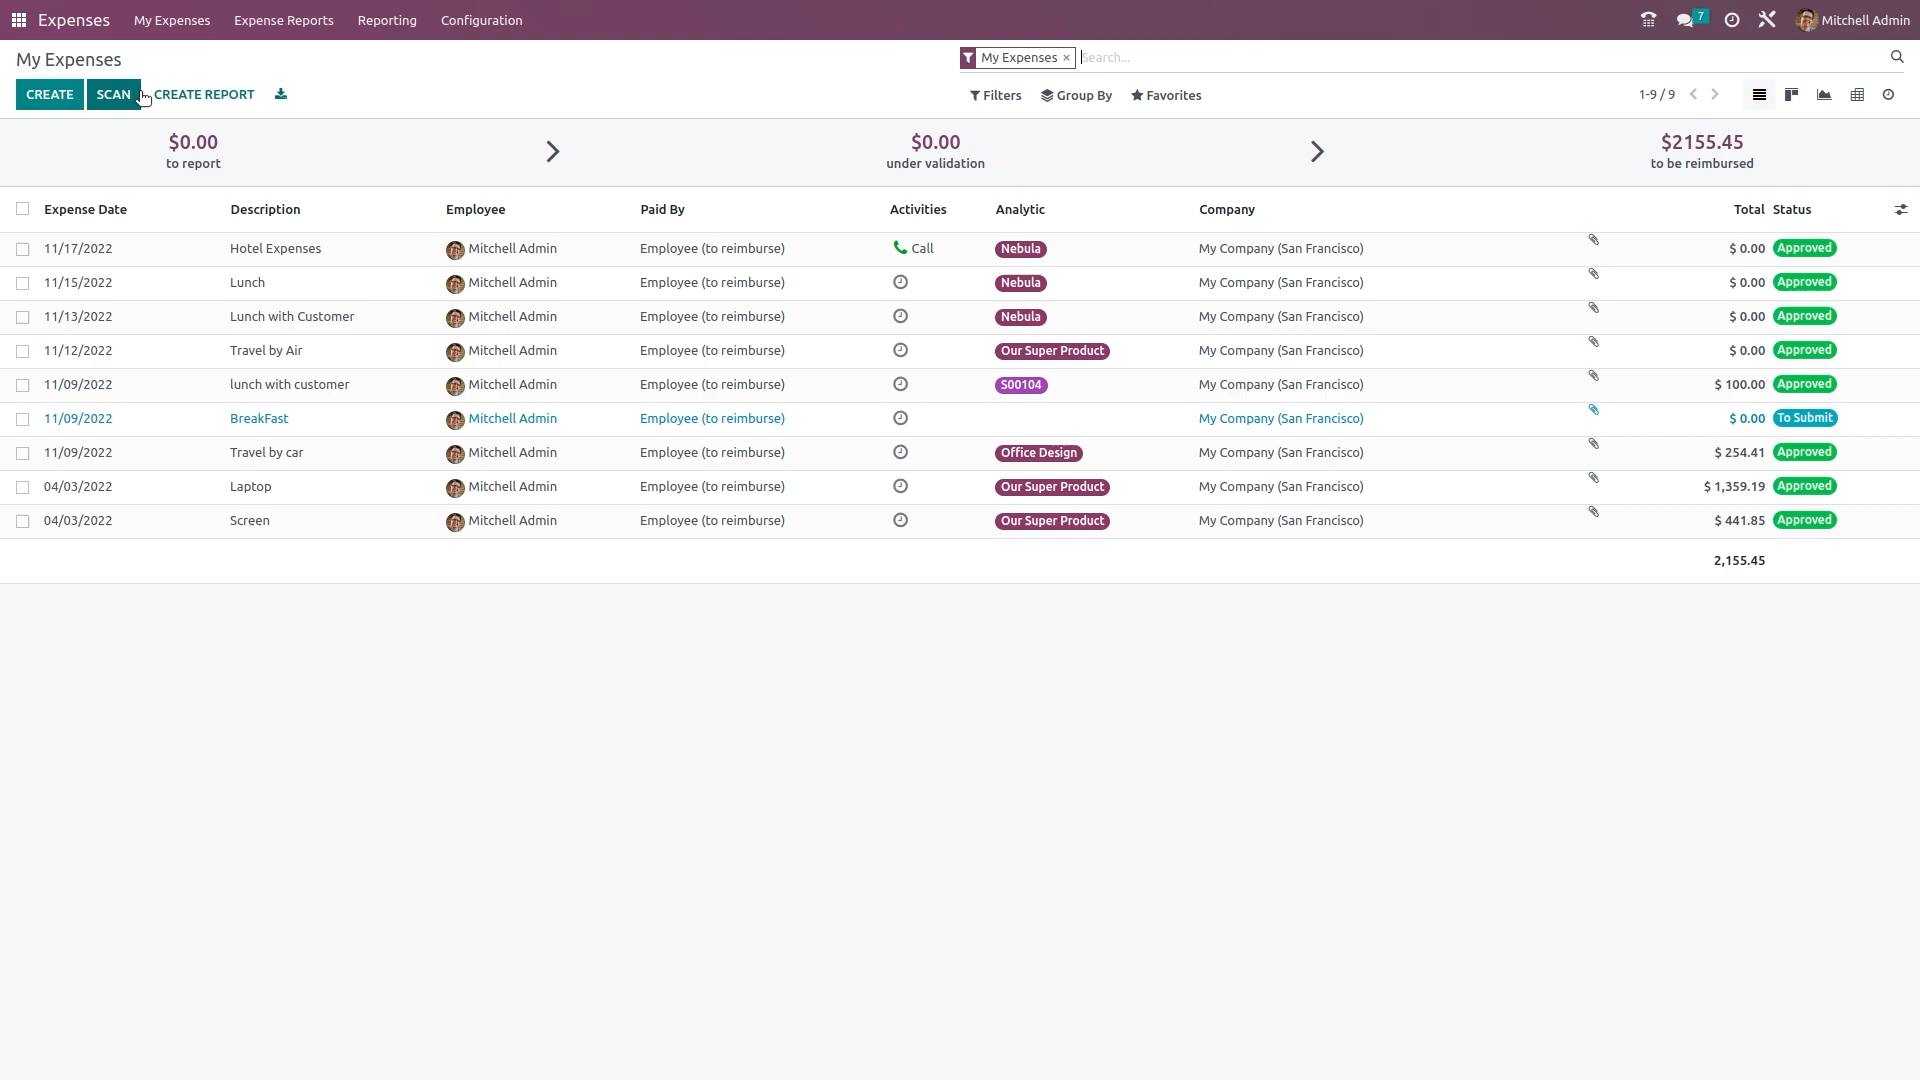 Expenses My Expenses Expense Reports Reporting Configuration 7 Mitchell Admin
My Expenses
My Expenses × Search...
CREATE SCAN CREATE REPORT
Filters Group By Favorites 1-9 / 9
$0.00 $0.00 $2155.45
to report under validation to be reimbursed
Expense Date Description Employee Paid By Activities Analytic Company Total Status
11/17/2022 Hotel Expenses Mitchell Admin Employee (to reimburse) Call Nebula My Company (San Francisco) $ 0.00 Approved
11/15/2022 Lunch Mitchell Admin Employee (to reimburse) Nebula My Company (San Francisco) $ 0.00 Approved
11/13/2022 Lunch with Customer Mitchell Admin Employee (to reimburse) Nebula My Company (San Francisco) $ 0.00 Approved
11/12/2022 Travel by Air Mitchell Admin Employee (to reimburse) Our Super Product My Company (San Francisco) $ 0.00 Approved
11/09/2022 lunch with customer Mitchell Admin Employee (to reimburse) S00104 My Company (San Francisco) $ 100.00 Approved
11/09/2022 BreakFast Mitchell Admin Employee (to reimburse) My Company (San Francisco) $ 0.00 To Submit
11/09/2022 Travel by car Mitchell Admin Employee (to reimburse) Office Design My Company (San Francisco) $ 254.41 Approved
04/03/2022 Laptop Mitchell Admin Employee (to reimburse) Our Super Product My Company (San Francisco) $ 1,359.19 Approved
04/03/2022 Screen Mitchell Admin Employee (to reimburse) Our Super Product My Company (San Francisco) $ 441.85 Approved
2,155.45